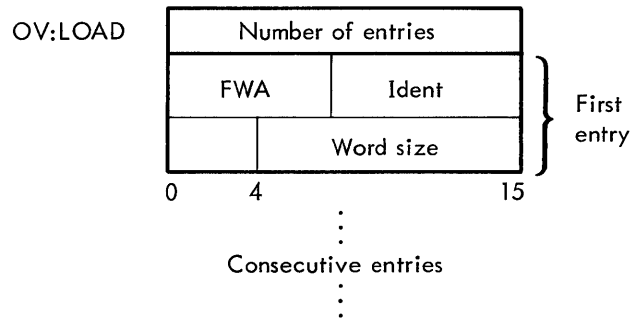 OV:LOAD
Number of entries
FWA Ident
First
entry
Word size
0 4 15
Consecutive entries